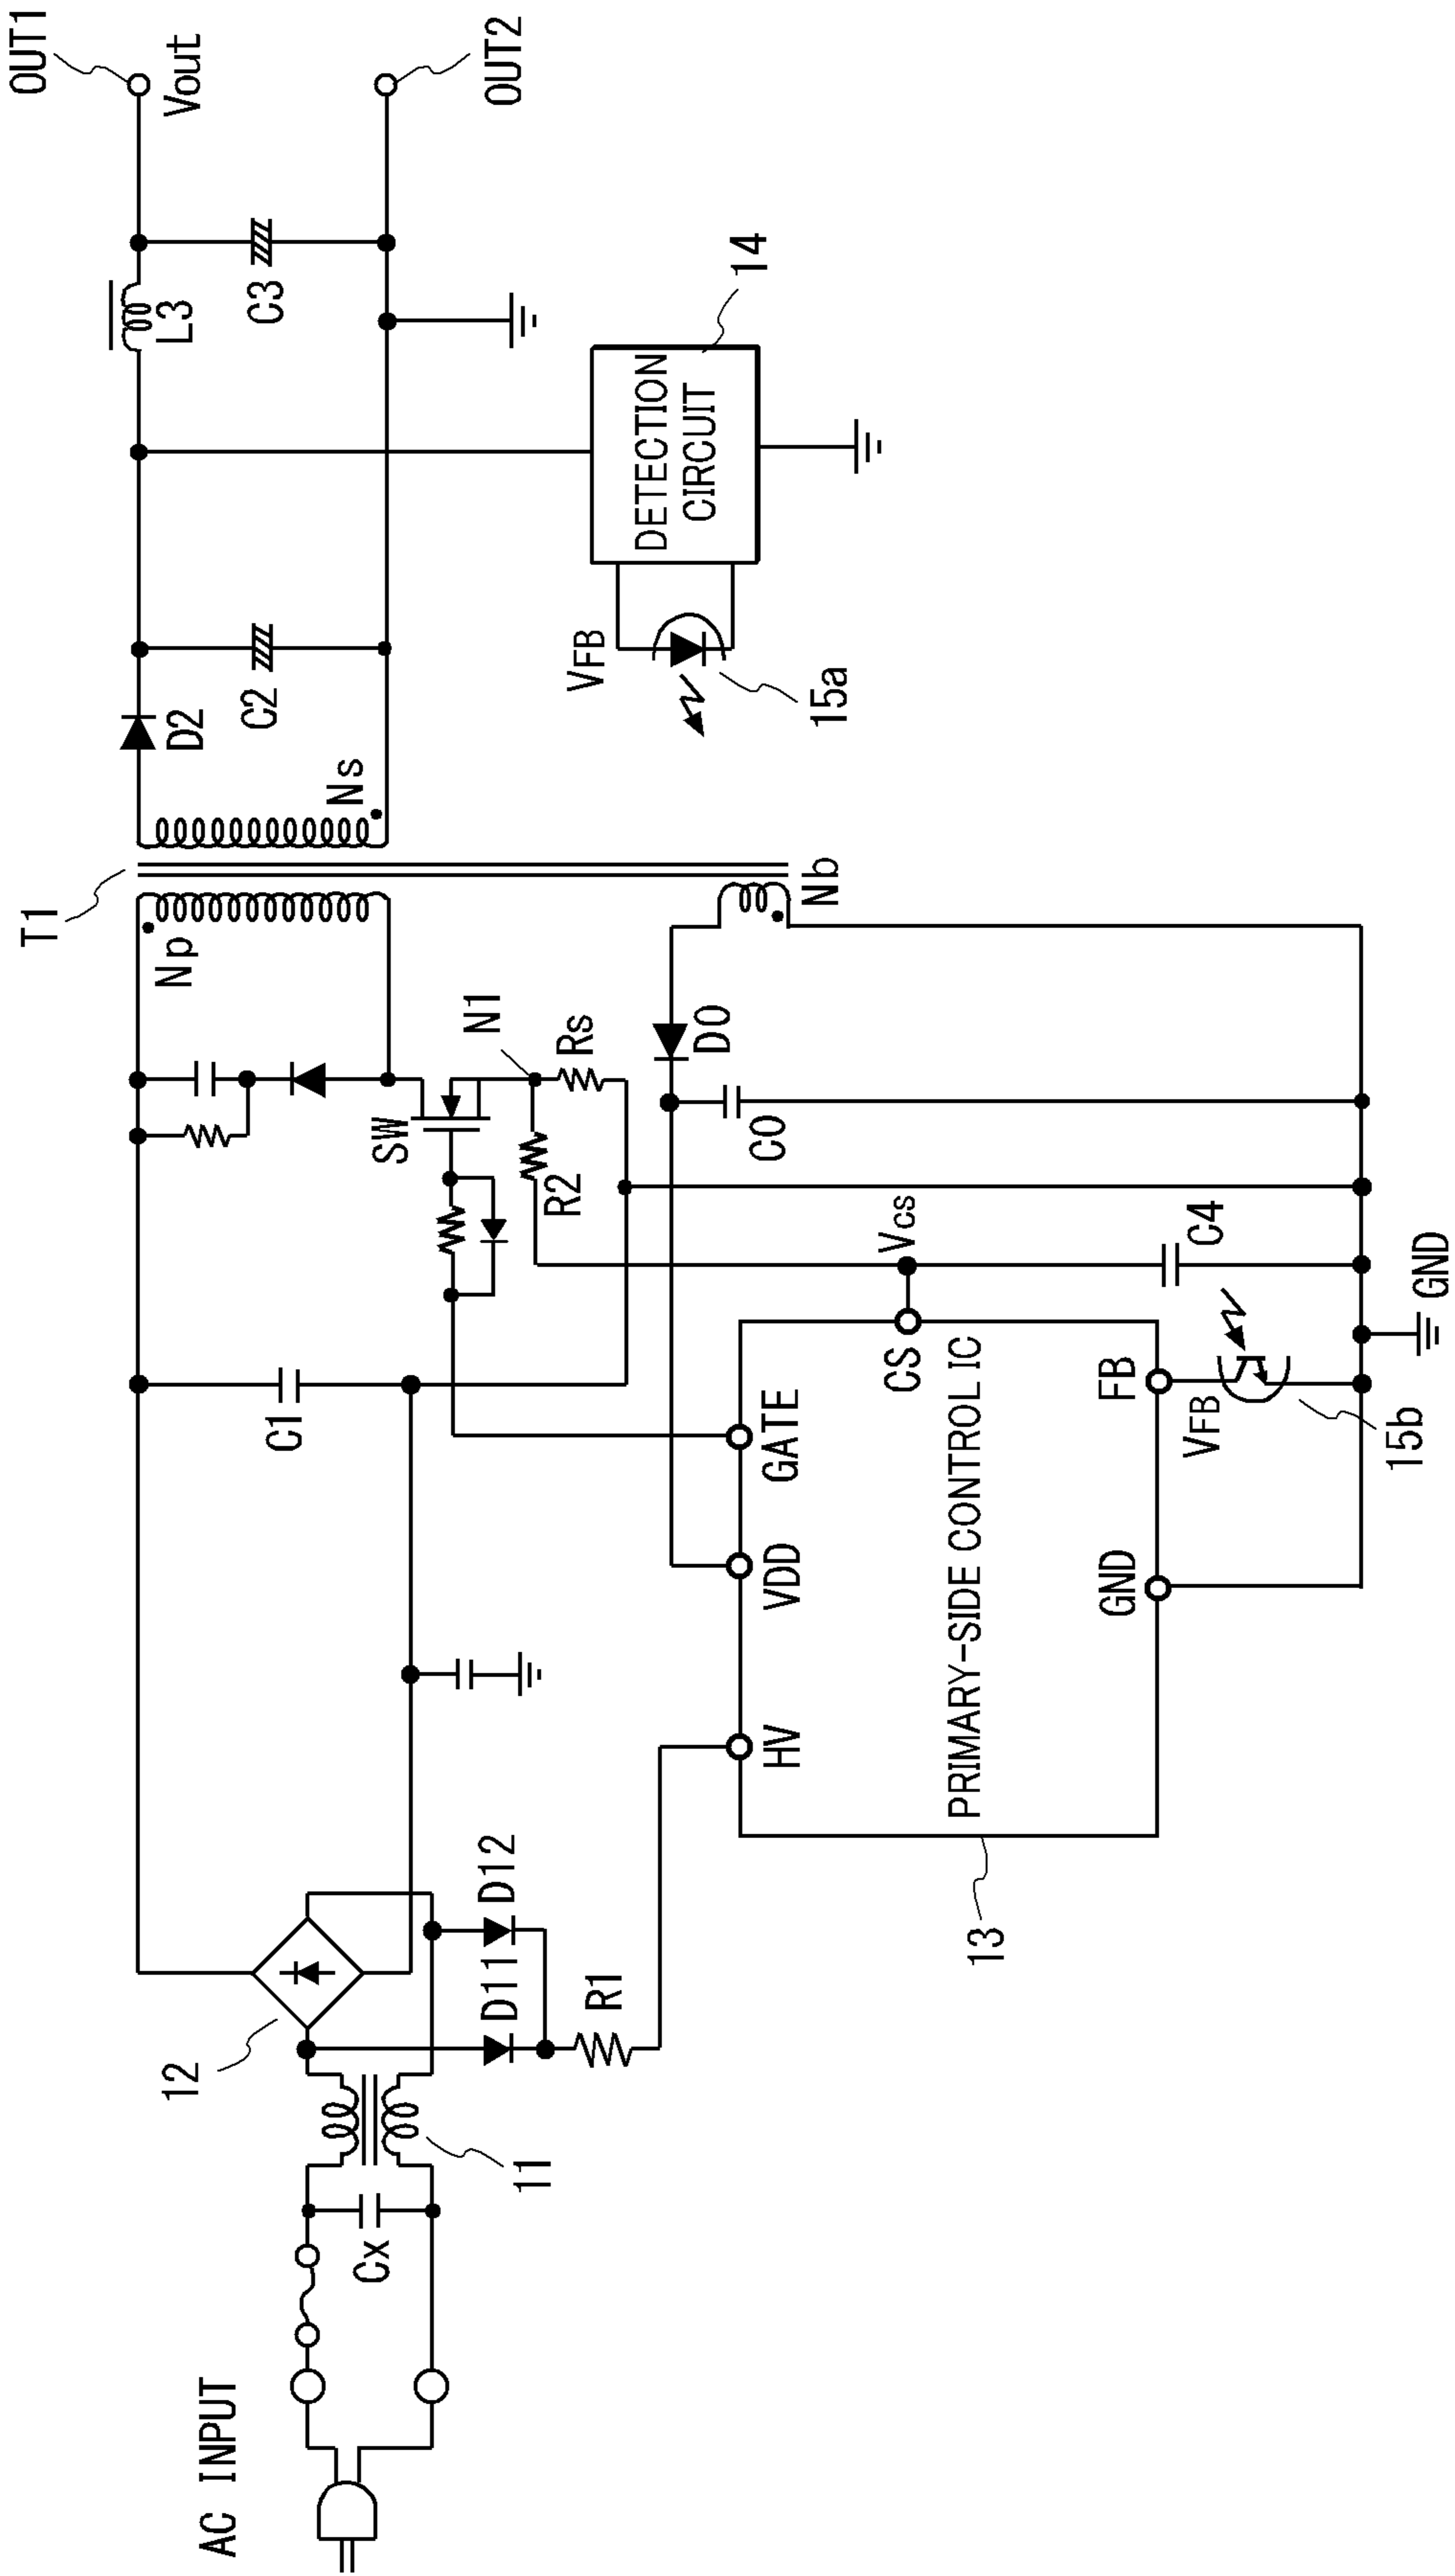 AC INPUT
Cx
11
12
D11
D12
R1
C1
T1
Np
Ns
D2
C2
L3
C3
OUT1
Vout
OUT2
SW
N1
Rs
R2
Nb
D0
C0
HV
VDD
GATE
PRIMARY-SIDE CONTROL IC
CS
Vcs
GND
FB
VFB
C4
GND
13
15b
VFB
15a
DETECTION
CIRCUIT
14